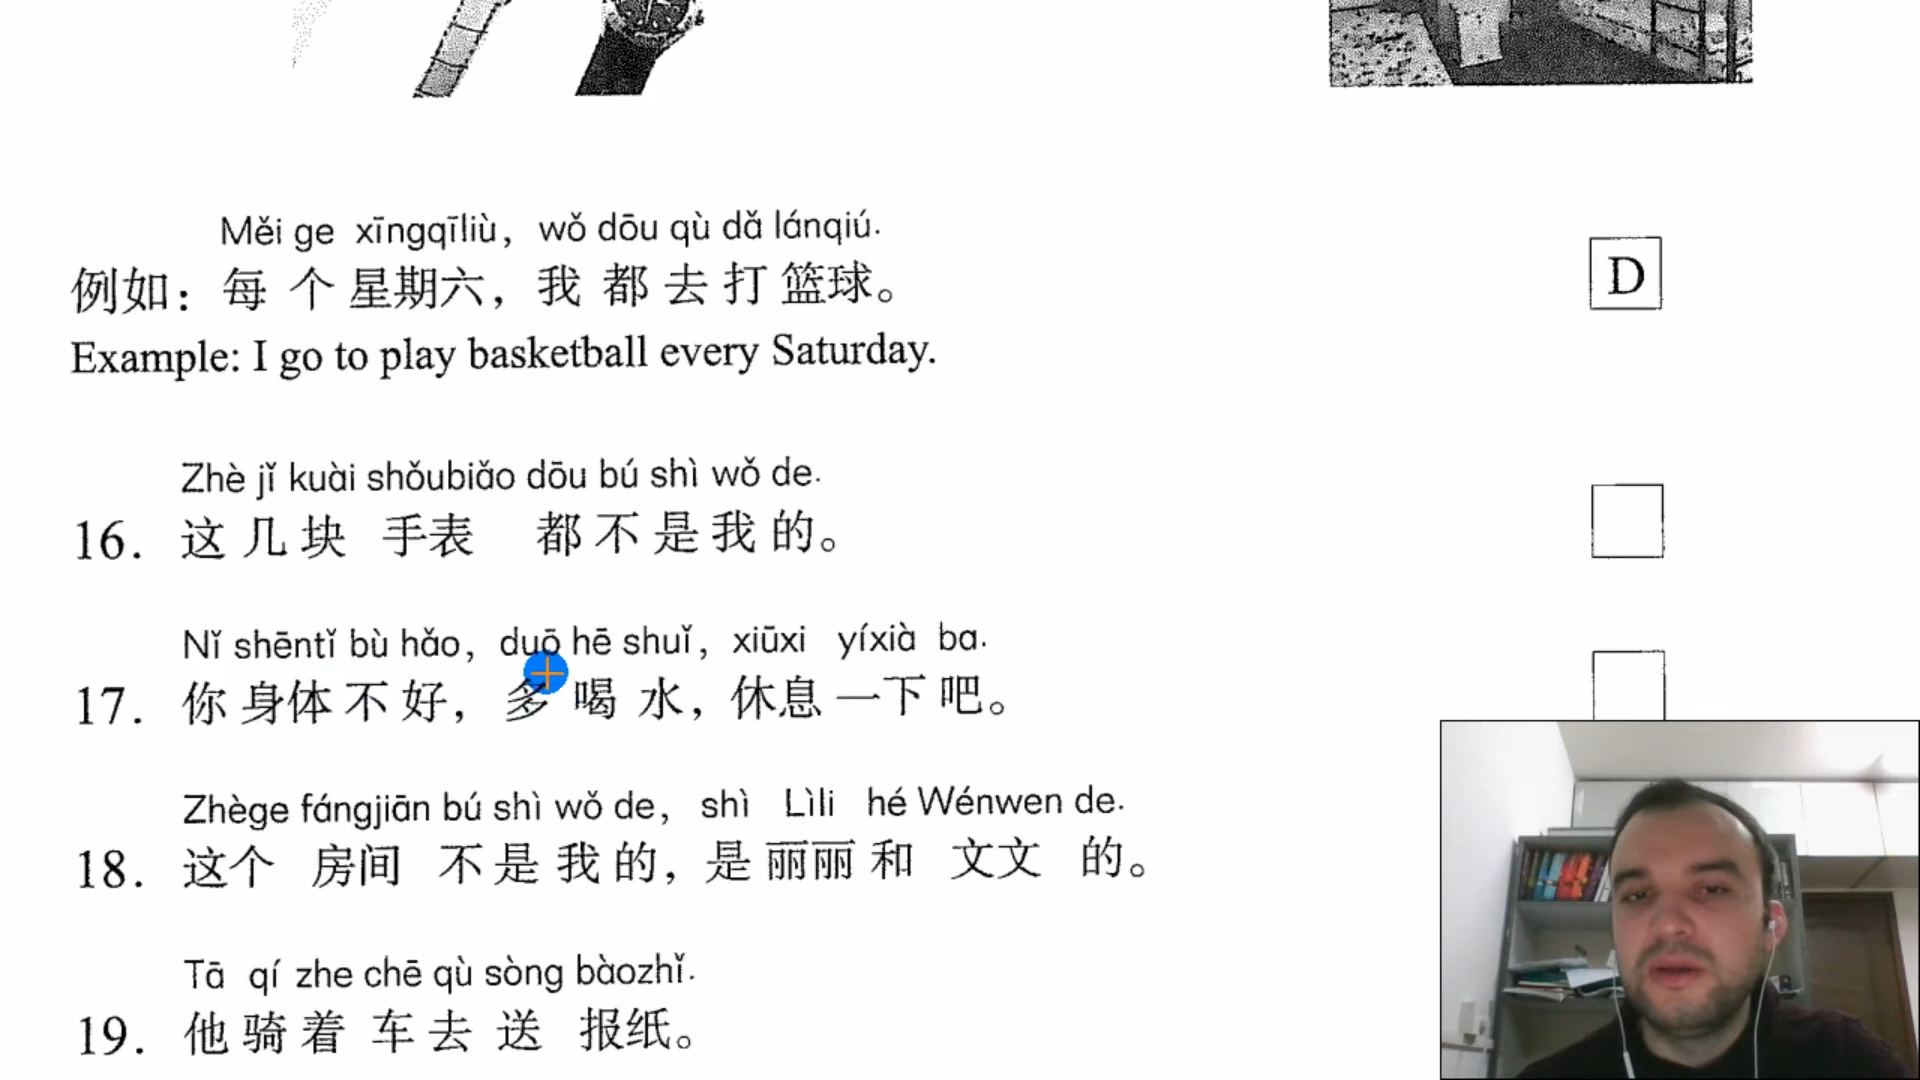 Měi ge xīngqīliù, wǒ dōu qù dǎ lánqiú.
例如：每个星期六，我都去打篮球。
D
Example: I go to play basketball every Saturday.
Zhè jǐ kuài shǒubiǎo dōu bú shì wǒ de.
16. 这几块手表都不是我的。
Nǐ shēntǐ bù hǎo, duō hē shuǐ, xiūxi yíxià ba.
17. 你身体不好，多喝水，休息一下吧。
Zhège fángjiān bú shì wǒ de, shì Lìli hé Wénwen de.
18. 这个房间不是我的，是丽丽和文文的。
Tā qí zhe chē qù sòng bàozhǐ.
19. 他骑着车去送报纸。